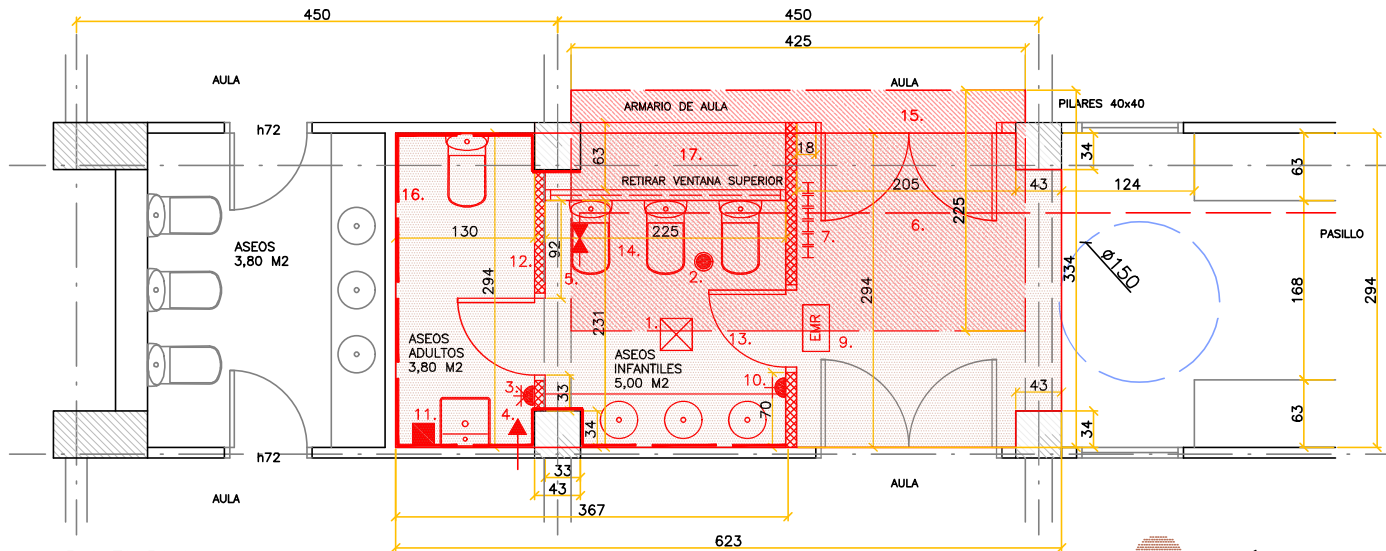 450
450
425
AULA
AULA
ARMARIO DE AULA
PILARES 40x40
15.
h72
18
34
63
63
17.
RETIRAR VENTANA SUPERIOR
16.
205
43
124
225
6.
7.
PASILLO
ASEOS
3,80 M2
130
12.
92
225
14.
5.
2.
294
334
ø150
294
168
294
231
1.
13.
EMR
9.
ASEOS
ADULTOS
3,80 M2
ASEOS
INFANTILES
5,00 M2
3.
33
10.
43
70
63
11.
4.
34
34
h72
33
43
AULA
AULA
367
623